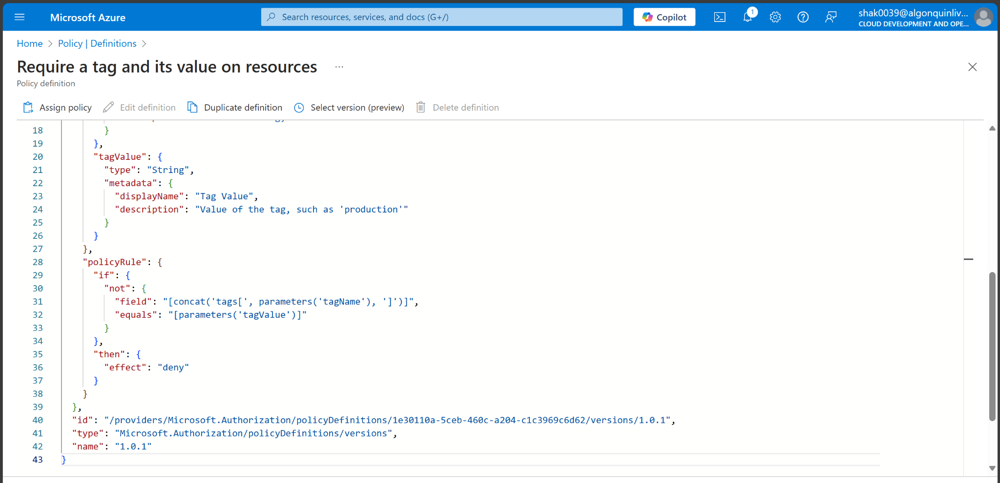 Microsoft Azure
Search resources, services, and docs (G+/)
Copilot
1
shak0039@algonquinliv...
CLOUD DEVELOPMENT AND OPE...
Home > Policy | Definitions >
Require a tag and its value on resources ...
Policy definition
Assign policy Edit definition Duplicate definition Select version (preview) Delete definition
18 }
19 },
20 "tagValue": {
21 "type": "String",
22 "metadata": {
23 "displayName": "Tag Value",
24 "description": "Value of the tag, such as 'production'"
25 }
26 }
27 },
28 "policyRule": {
29 "if": {
30 "not": {
31 "field": "[concat('tags[', parameters('tagName'), ']')]",
32 "equals": "[parameters('tagValue')]"
33 }
34 },
35 "then": {
36 "effect": "deny"
37 }
38 }
39 },
40 "id": "/providers/Microsoft.Authorization/policyDefinitions/1e30110a-5ceb-460c-a204-c1c3969c6d62/versions/1.0.1",
41 "type": "Microsoft.Authorization/policyDefinitions/versions",
42 "name": "1.0.1"
43 }